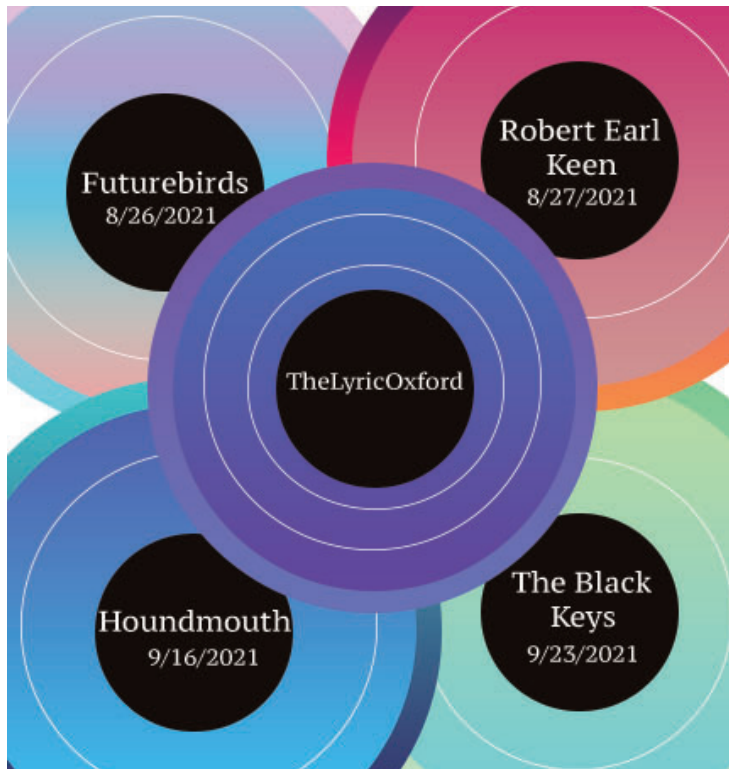 Futurebirds
8/26/2021
Robert Earl
Keen
8/27/2021
TheLyricOxford
Houndmouth
9/16/2021
The Black
Keys
9/23/2021